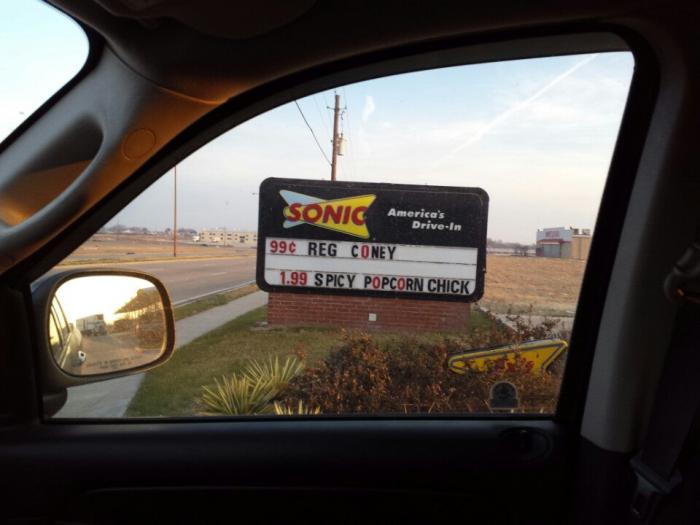 SONIC
America's
Drive-In
99¢ REG CONEY
1.99 SPICY POPCORN CHICK